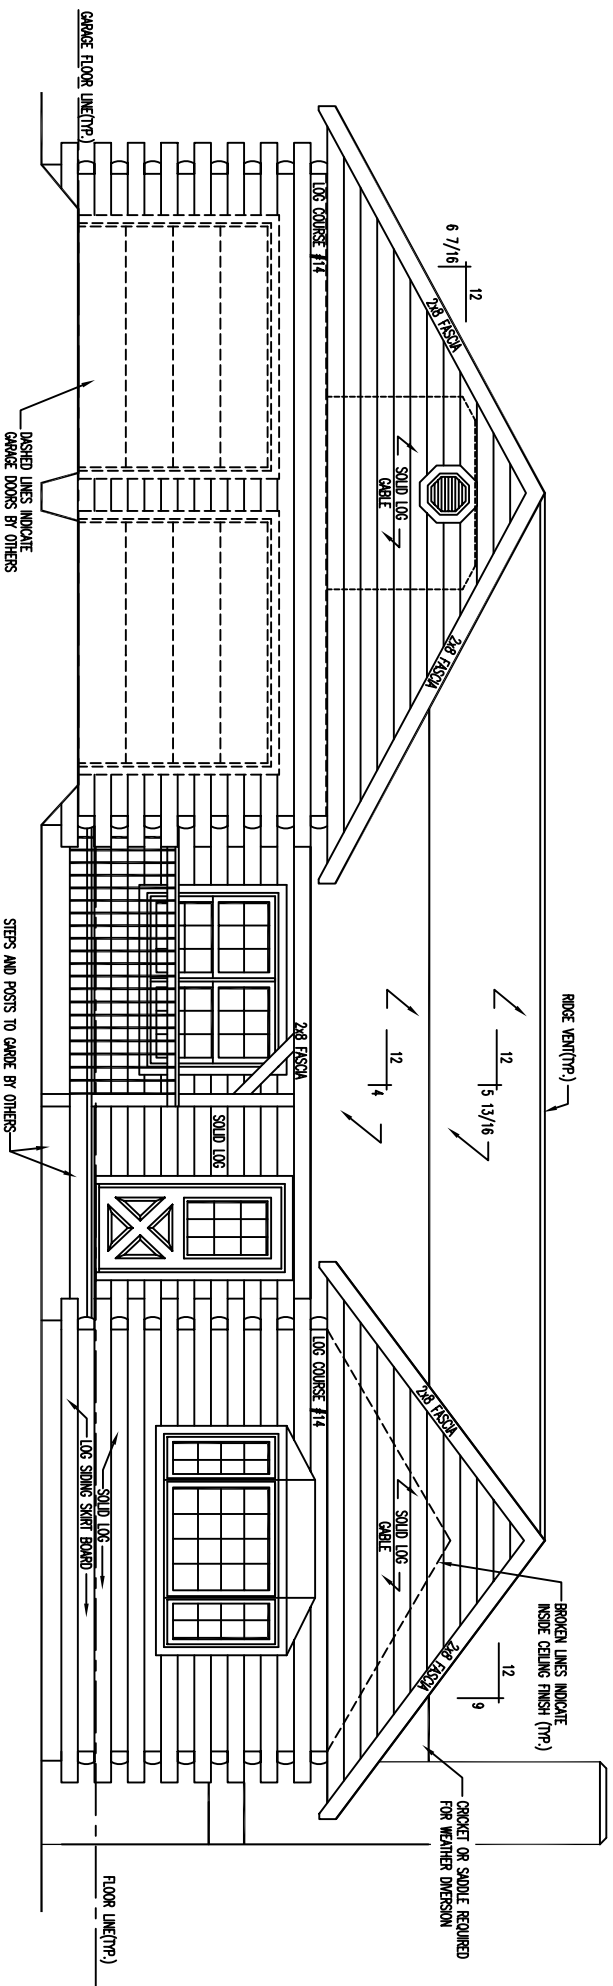 RIDGE VENT(TYP.)
BROKEN LINES INDICATE
INSIDE CEILING FINISH (TYP.)
12
6 7/16
2x8 FASCIA
2x8 FASCIA
SOLID LOG
GABLE
LOG COURSE #14
12
5 13/16
12
4
2x8 FASCIA
12
9
2x8 FASCIA
2x8 FASCIA
SOLID LOG
GABLE
LOG COURSE #14
CRICKET OR SADDLE REQUIRED
FOR WEATHER DIVERSION
SOLID LOG
SOLID LOG
LOG SIDING SKIRT BOARD
GARAGE FLOOR LINE(TYP.)
FLOOR LINE(TYP.)
DASHED LINES INDICATE
GARAGE DOORS BY OTHERS
STEPS AND POSTS TO GARDE BY OTHERS